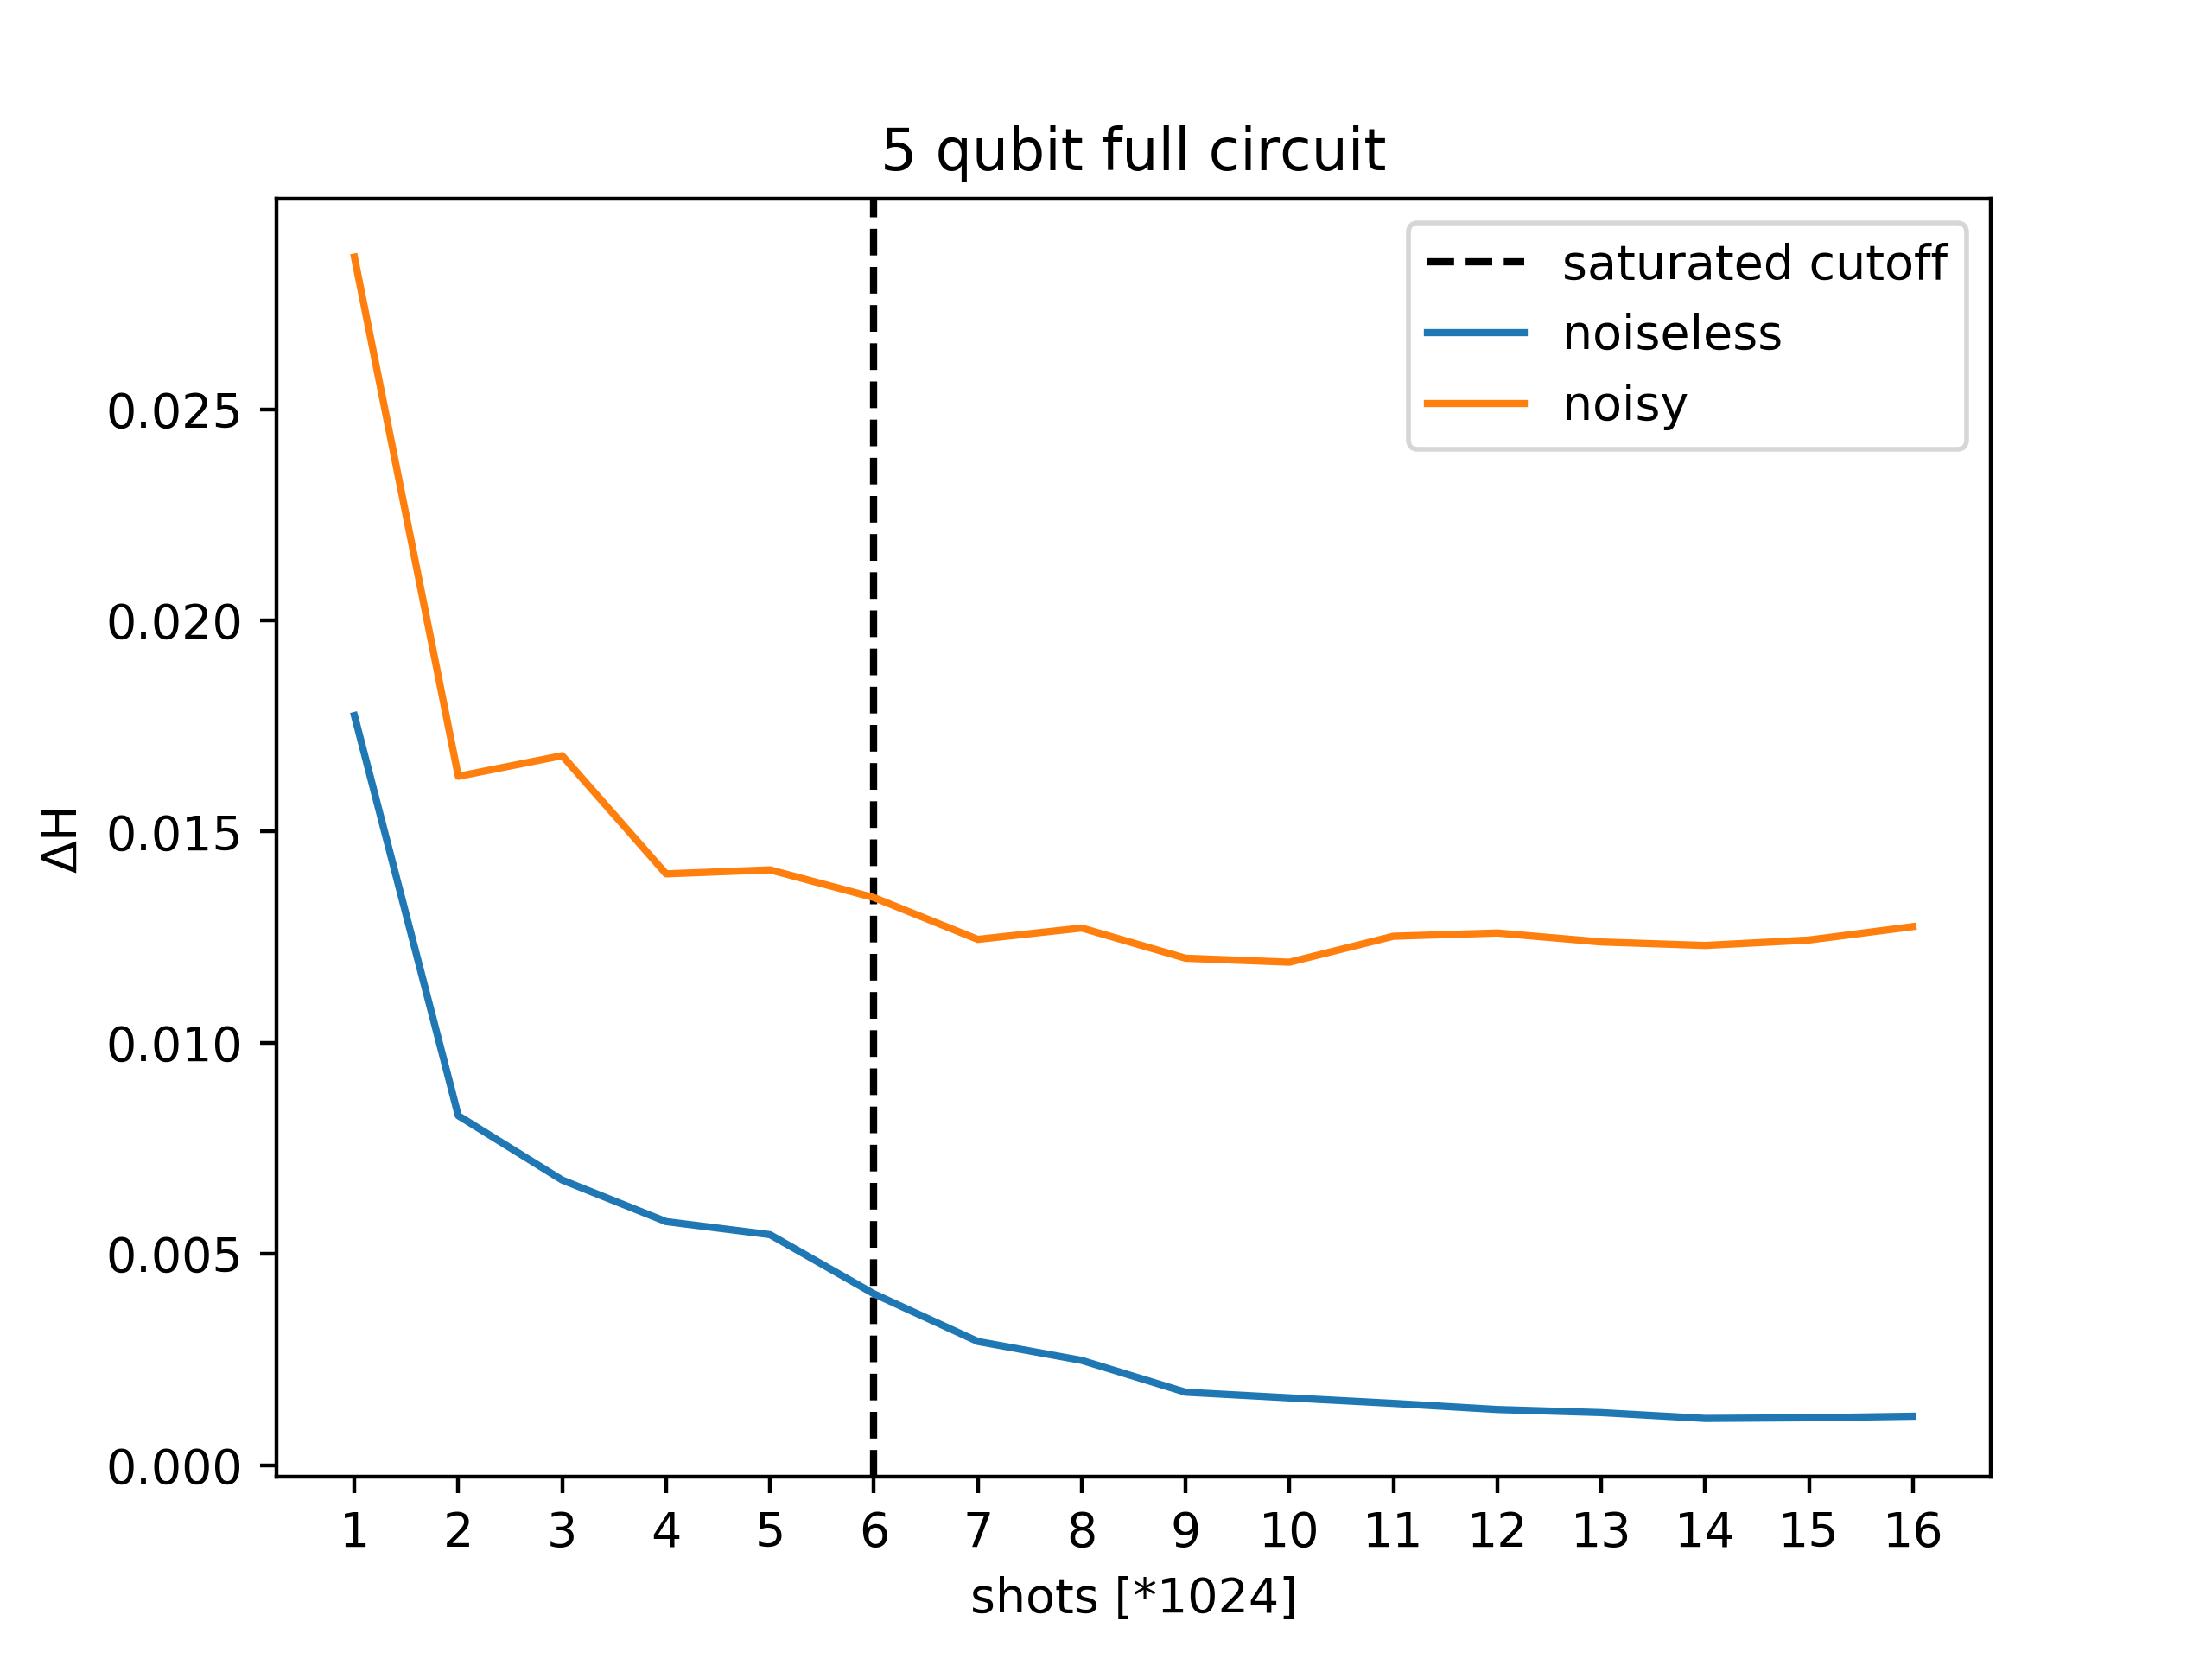 5 qubit full circuit
saturated cutoff
noiseless
noisy
0.025
0.020
0.015
0.010
0.005
0.000
ΔH
1 2 3 4 5 6 7 8 9 10 11 12 13 14 15 16
shots [*1024]